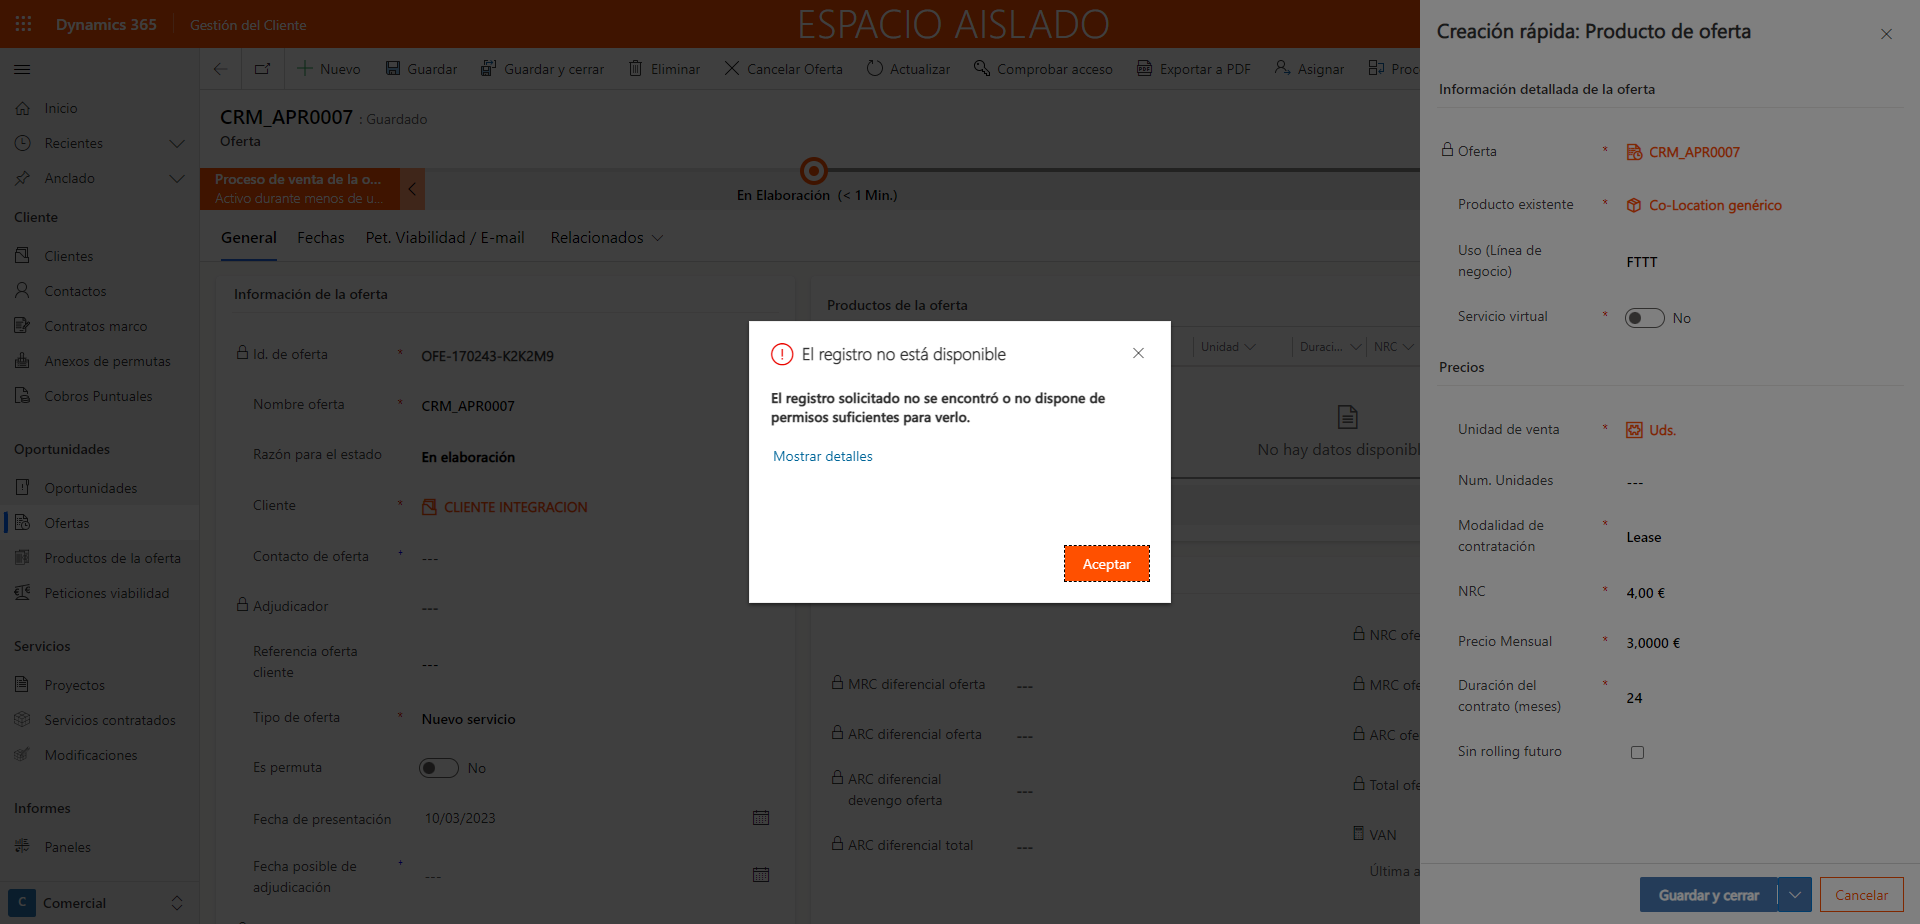 Dynamics 365
Gestión del Cliente
ESPACIO AISLADO
Nuevo
Guardar
Guardar y cerrar
Eliminar
Cancelar Oferta
Actualizar
Comprobar acceso
Exportar a PDF
Asignar
Proc
Inicio
Recientes
Anclado
Cliente
Clientes
Contactos
Contratos marco
Anexos de permutas
Cobros Puntuales
Oportunidades
Oportunidades
Ofertas
Productos de la oferta
Peticiones viabilidad
Servicios
Proyectos
Servicios contratados
Modificaciones
Informes
Paneles
C Comercial
CRM_APR0007 : Guardado
Oferta
Proceso de venta de la o...
Activo durante menos de u...
En Elaboración (< 1 Min.)
General Fechas Pet. Viabilidad / E-mail Relacionados
Información de la oferta
Id. de oferta * OFE-170243-K2K2M9
Nombre oferta * CRM_APR0007
Razón para el estado En elaboración
Cliente * CLIENTE INTEGRACION
Contacto de oferta + ---
Adjudicador ---
Referencia oferta
cliente ---
Tipo de oferta * Nuevo servicio
Es permuta No
Fecha de presentación 10/03/2023
Fecha posible de
adjudicación + ---
Productos de la oferta
Unidad Duraci... NRC
No hay datos disponibl
NRC ofe
MRC diferencial oferta --- MRC ofe
ARC diferencial oferta --- ARC ofe
ARC diferencial
devengo oferta --- Total ofe
VAN
ARC diferencial total ---
Última a
El registro no está disponible
El registro solicitado no se encontró o no dispone de
permisos suficientes para verlo.
Mostrar detalles
Aceptar
Creación rápida: Producto de oferta
Información detallada de la oferta
Oferta * CRM_APR0007
Producto existente * Co-Location genérico
Uso (Línea de
negocio) FTTT
Servicio virtual * No
Precios
Unidad de venta * Uds.
Num. Unidades ---
Modalidad de
contratación * Lease
NRC * 4,00 €
Precio Mensual * 3,0000 €
Duración del
contrato (meses) * 24
Sin rolling futuro
Guardar y cerrar
Cancelar